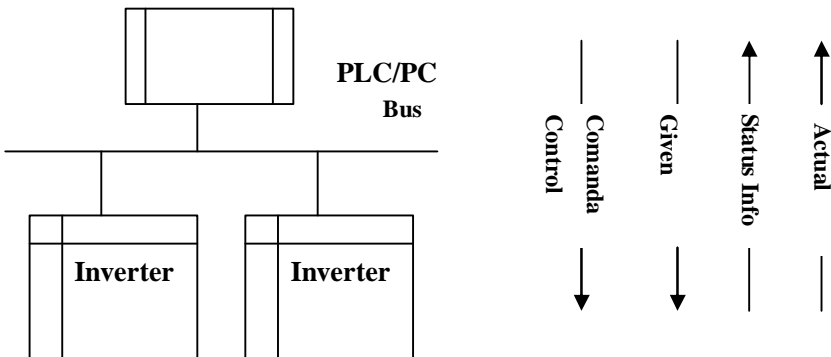 PLC/PC
Bus
Inverter
Inverter
Control
Comanda
Given
Status Info
Actual